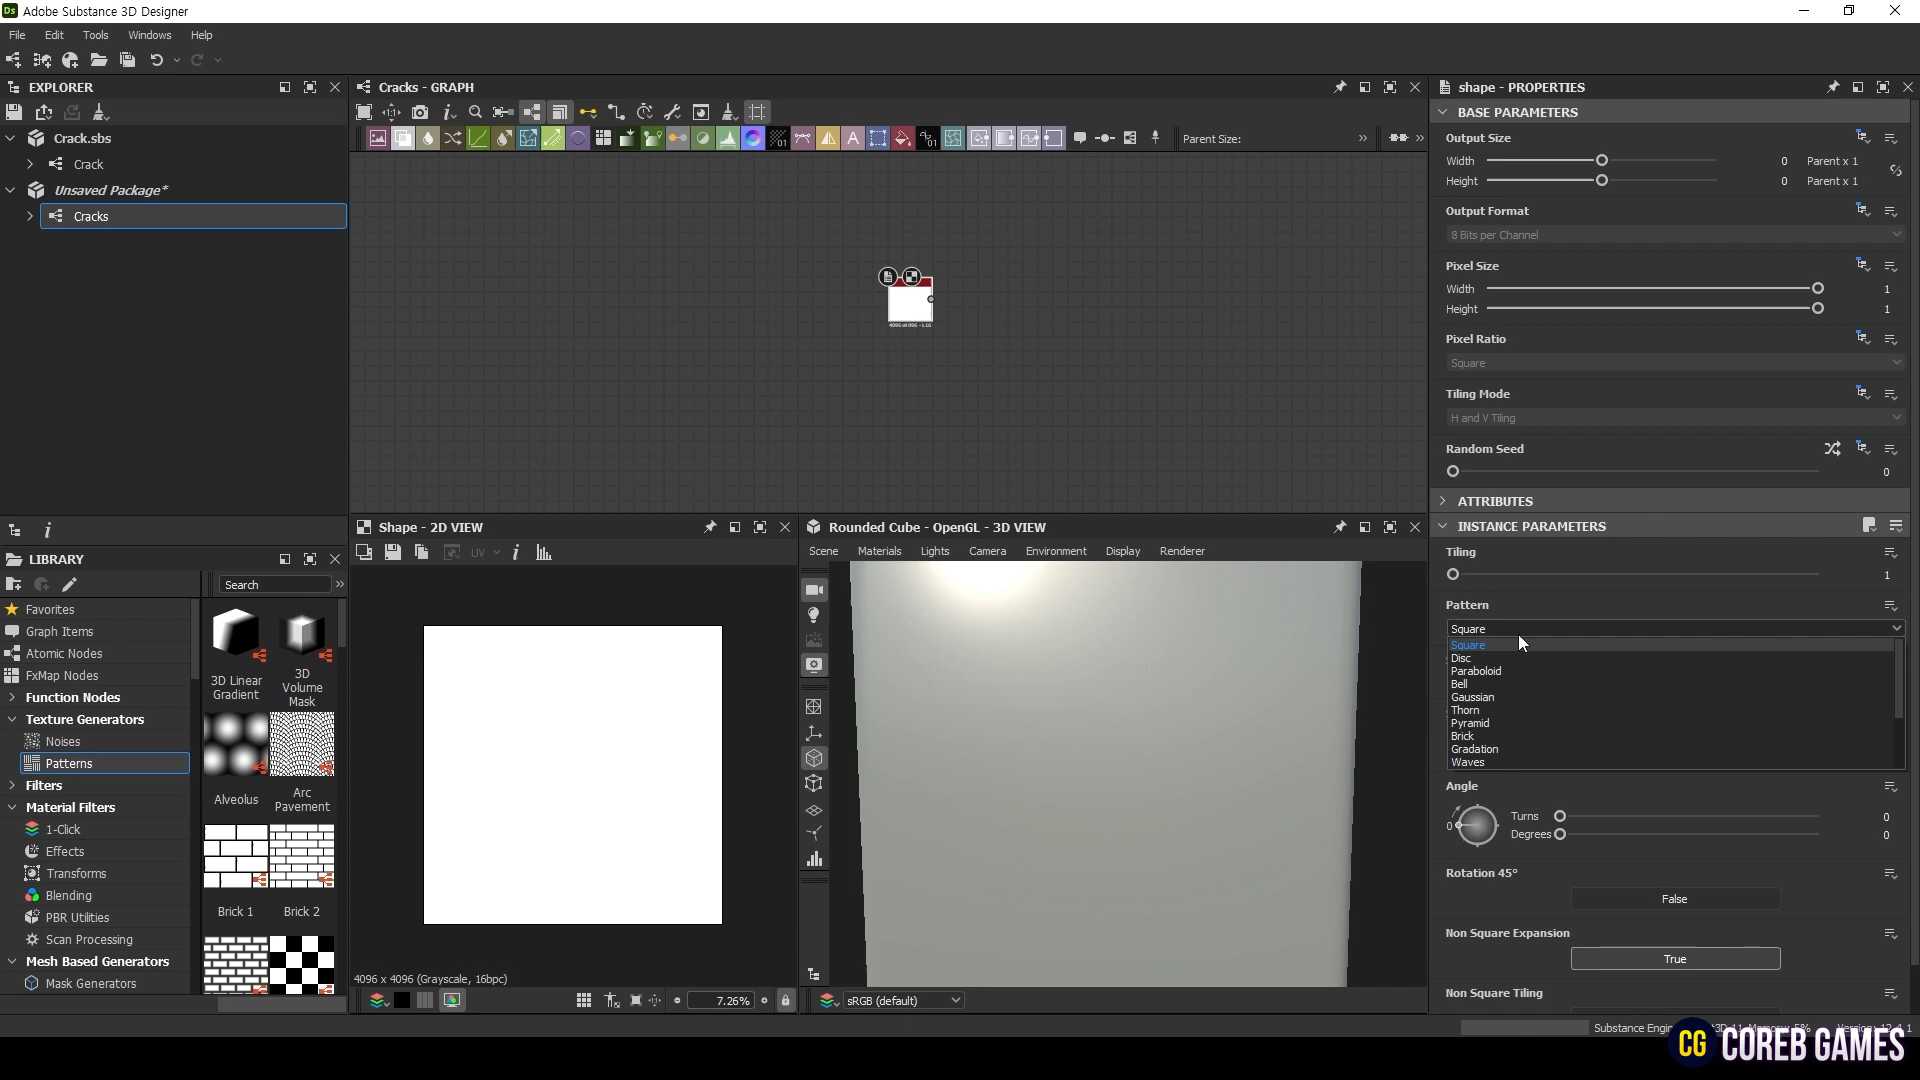 Ds Adobe Substance 3D Designer
File Edit Tools Windows Help
EXPLORER
Crack.sbs
Crack
Unsaved Package*
Cracks
Cracks - GRAPH
Parent Size:
4096 x4096 - L16
LIBRARY
Search
Favorites
Graph Items
Atomic Nodes
FxMap Nodes
Function Nodes
Texture Generators
Noises
Patterns
Filters
Material Filters
1-Click
Effects
Transforms
Blending
PBR Utilities
Scan Processing
Mesh Based Generators
Mask Generators
3D Linear
Gradient
3D
Volume
Mask
Alveolus
Arc
Pavement
Brick 1
Brick 2
Shape - 2D VIEW
UV
4096 x 4096 (Grayscale, 16bpc)
7.26%
Rounded Cube - OpenGL - 3D VIEW
Scene Materials Lights Camera Environment Display Renderer
sRGB (default)
shape - PROPERTIES
BASE PARAMETERS
Output Size
Width 0 Parent x 1
Height 0 Parent x 1
Output Format
8 Bits per Channel
Pixel Size
Width 1
Height 1
Pixel Ratio
Square
Tiling Mode
H and V Tiling
Random Seed
0
ATTRIBUTES
INSTANCE PARAMETERS
Tiling
1
Pattern
Square
Square
Disc
Paraboloid
Bell
Gaussian
Thorn
Pyramid
Brick
Gradation
Waves
Angle
0 Turns 0
Degrees 0
Rotation 45°
False
Non Square Expansion
True
Non Square Tiling
Substance Engine
CG COREB GAMES